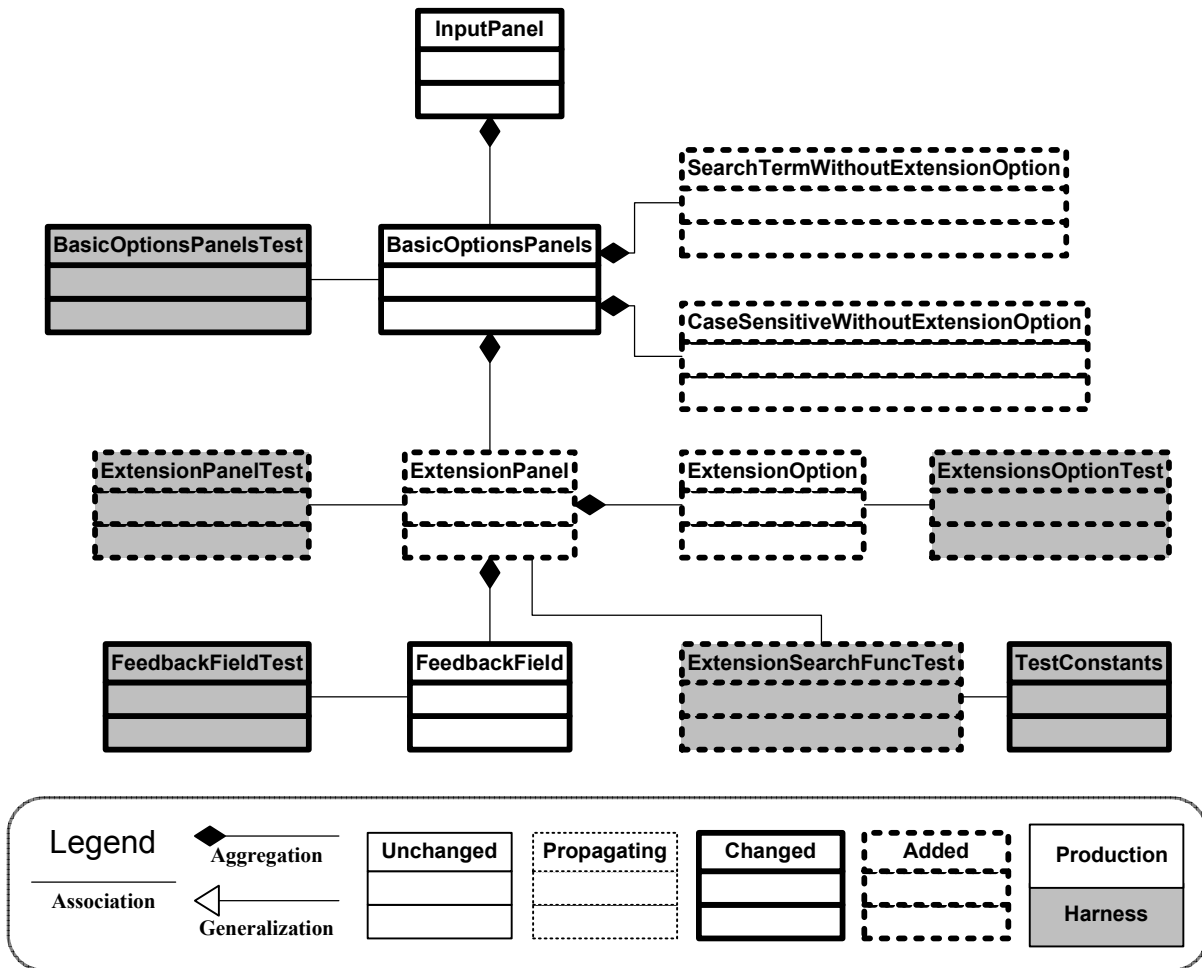 InputPanel
SearchTermWithoutExtensionOption
BasicOptionsPanelsTest
BasicOptionsPanels
CaseSensitiveWithoutExtensionOption
ExtensionPanelTest
ExtensionPanel
ExtensionOption
ExtensionsOptionTest
FeedbackFieldTest
FeedbackField
ExtensionSearchFuncTest
TestConstants
Legend
Association
Aggregation
Generalization
Unchanged
Propagating
Changed
Added
Production
Harness